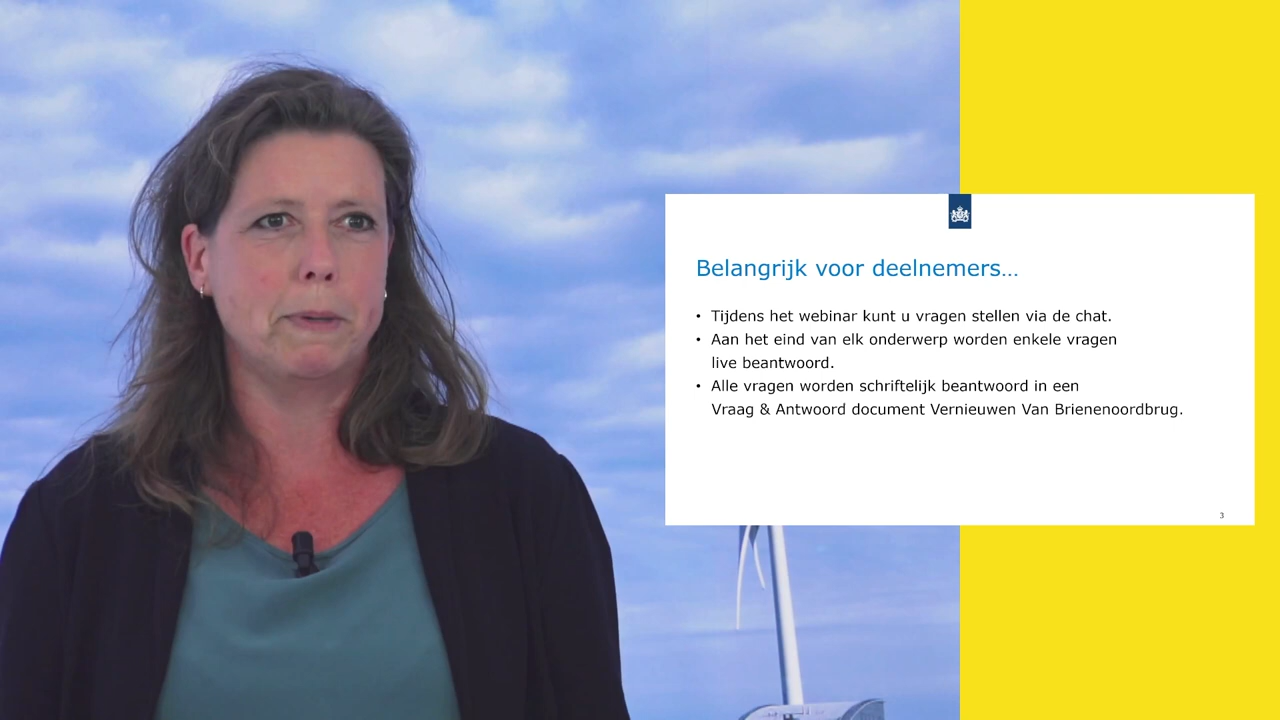 Belangrijk voor deelnemers…
• Tijdens het webinar kunt u vragen stellen via de chat.
• Aan het eind van elk onderwerp worden enkele vragen
live beantwoord.
• Alle vragen worden schriftelijk beantwoord in een
Vraag & Antwoord document Vernieuwen Van Brienenoordbrug.
3